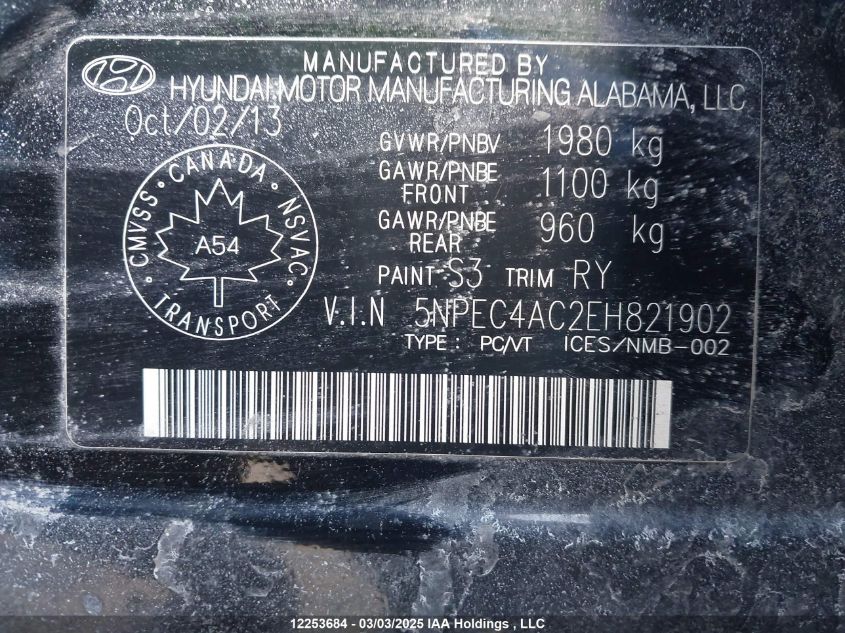 MANUFACTURED BY
HYUNDAI MOTOR MANUFACTURING ALABAMA, LLC
Oct/02/13
GVWR/PNBV 1980 kg
GAWR/PNBE FRONT 1100 kg
GAWR/PNBE REAR 960 kg
PAINT S3 TRIM RY
V.I.N 5NPEC4AC2EH821902
TYPE: PC/VT ICES/NMB-002
CANADA
CMVSS NSVAC
A54
TRANSPORT
12253684 - 03/03/2025 IAA Holdings , LLC